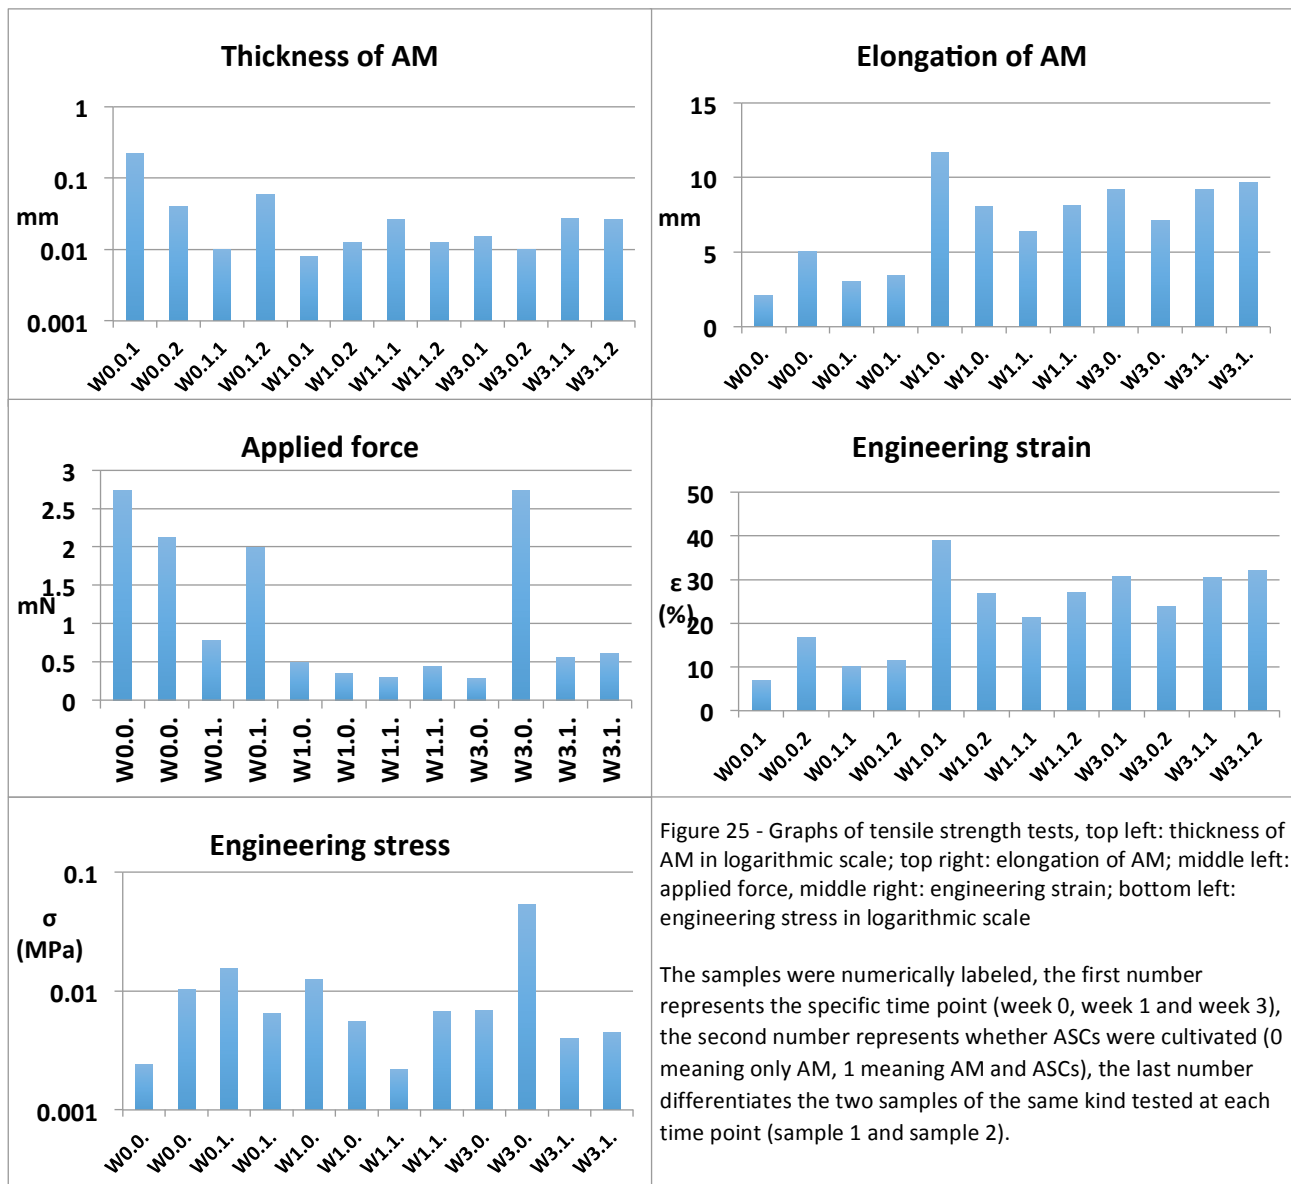 Thickness of AM
1
0.1
mm
0.01
0.001
W0.0.1 W0.0.2 W0.1.1 W0.1.2 W1.0.1 W1.0.2 W1.1.1 W1.1.2 W3.0.1 W3.0.2 W3.1.1 W3.1.2
Elongation of AM
15
10
mm
5
0
W0.0. W0.0. W0.1. W0.1. W1.0. W1.0. W1.1. W1.1. W3.0. W3.0. W3.1. W3.1.
Applied force
3
2.5
2
1.5
mN
1
0.5
0
W0.0. W0.0. W0.1. W0.1. W1.0. W1.0. W1.1. W1.1. W3.0. W3.0. W3.1. W3.1.
Engineering strain
50
40
ε 30
(%) 20
10
0
W0.0.1 W0.0.2 W0.1.1 W0.1.2 W1.0.1 W1.0.2 W1.1.1 W1.1.2 W3.0.1 W3.0.2 W3.1.1 W3.1.2
Engineering stress
0.1
σ
(MPa)
0.01
0.001
W0.0. W0.0. W0.1. W0.1. W1.0. W1.0. W1.1. W1.1. W3.0. W3.0. W3.1. W3.1.
Figure 25 - Graphs of tensile strength tests, top left: thickness of
AM in logarithmic scale; top right: elongation of AM; middle left:
applied force, middle right: engineering strain; bottom left:
engineering stress in logarithmic scale
The samples were numerically labeled, the first number
represents the specific time point (week 0, week 1 and week 3),
the second number represents whether ASCs were cultivated (0
meaning only AM, 1 meaning AM and ASCs), the last number
differentiates the two samples of the same kind tested at each
time point (sample 1 and sample 2).